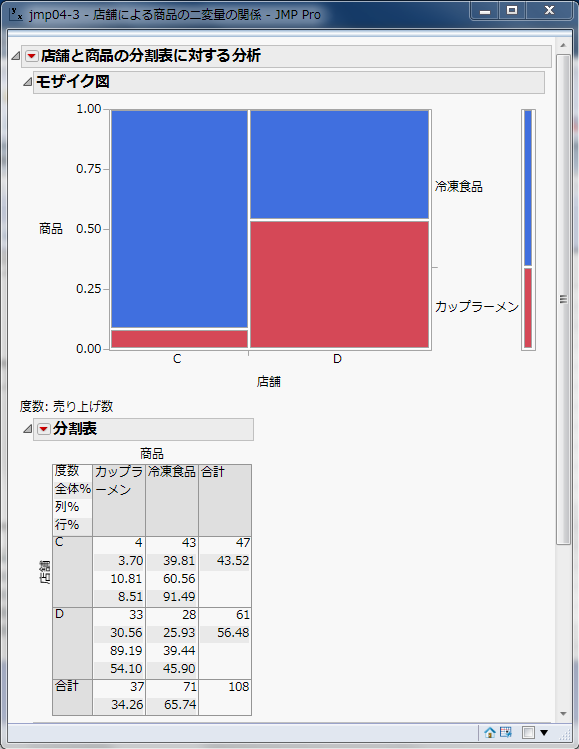 jmp04-3 - 店舗による商品の二変量の関係 - JMP Pro
店舗と商品の分割表に対する分析
モザイク図
1.00
0.75
冷凍食品
商品 0.50
0.25
カップラーメン
0.00
C D
店舗
度数: 売り上げ数
分割表
商品
度数 カップラ 冷凍食品 合計
全体% ーメン
列%
行%
店舗
C 4 43 47
3.70 39.81 43.52
10.81 60.56
8.51 91.49
D 33 28 61
30.56 25.93 56.48
89.19 39.44
54.10 45.90
合計 37 71 108
34.26 65.74